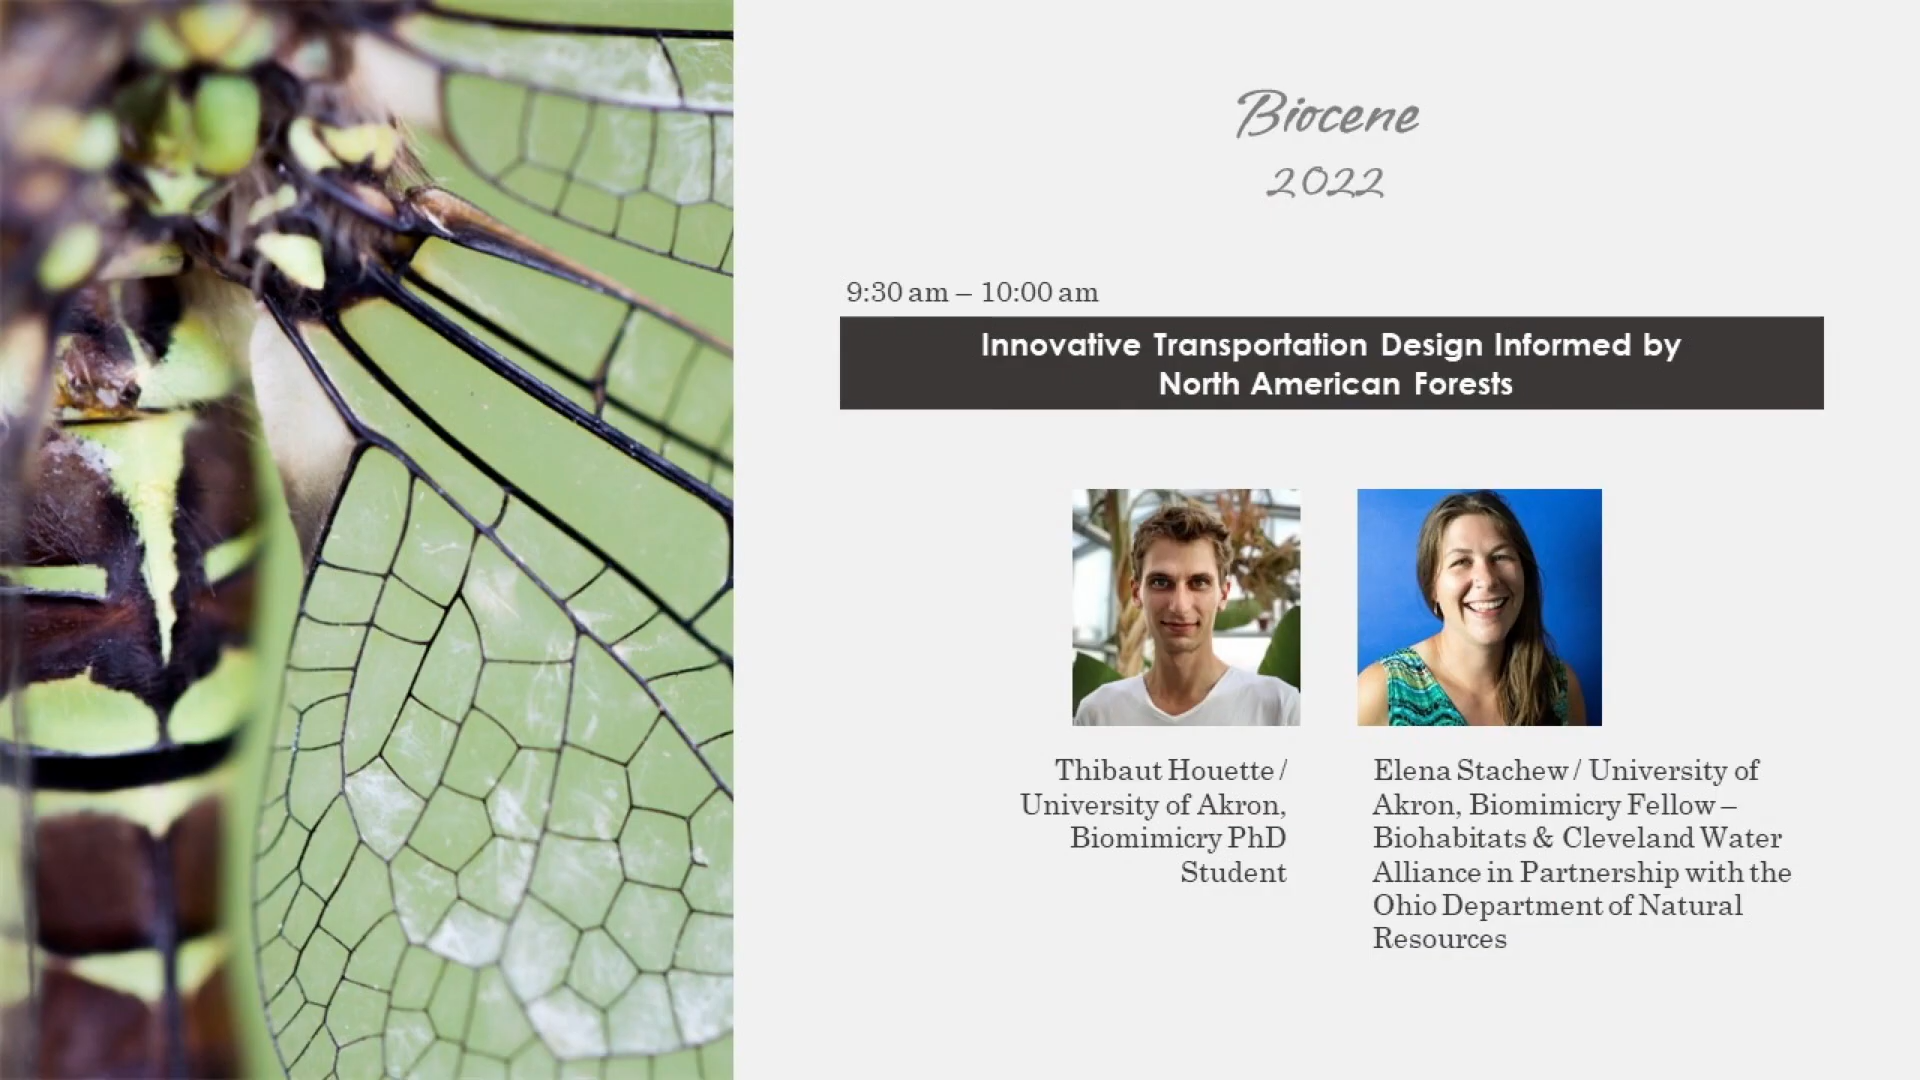 Biocene
2022
9:30 am – 10:00 am
Innovative Transportation Design Informed by
North American Forests
Thibaut Houette /
University of Akron,
Biomimicry PhD
Student
Elena Stachew / University of
Akron, Biomimicry Fellow –
Biohabitats & Cleveland Water
Alliance in Partnership with the
Ohio Department of Natural
Resources